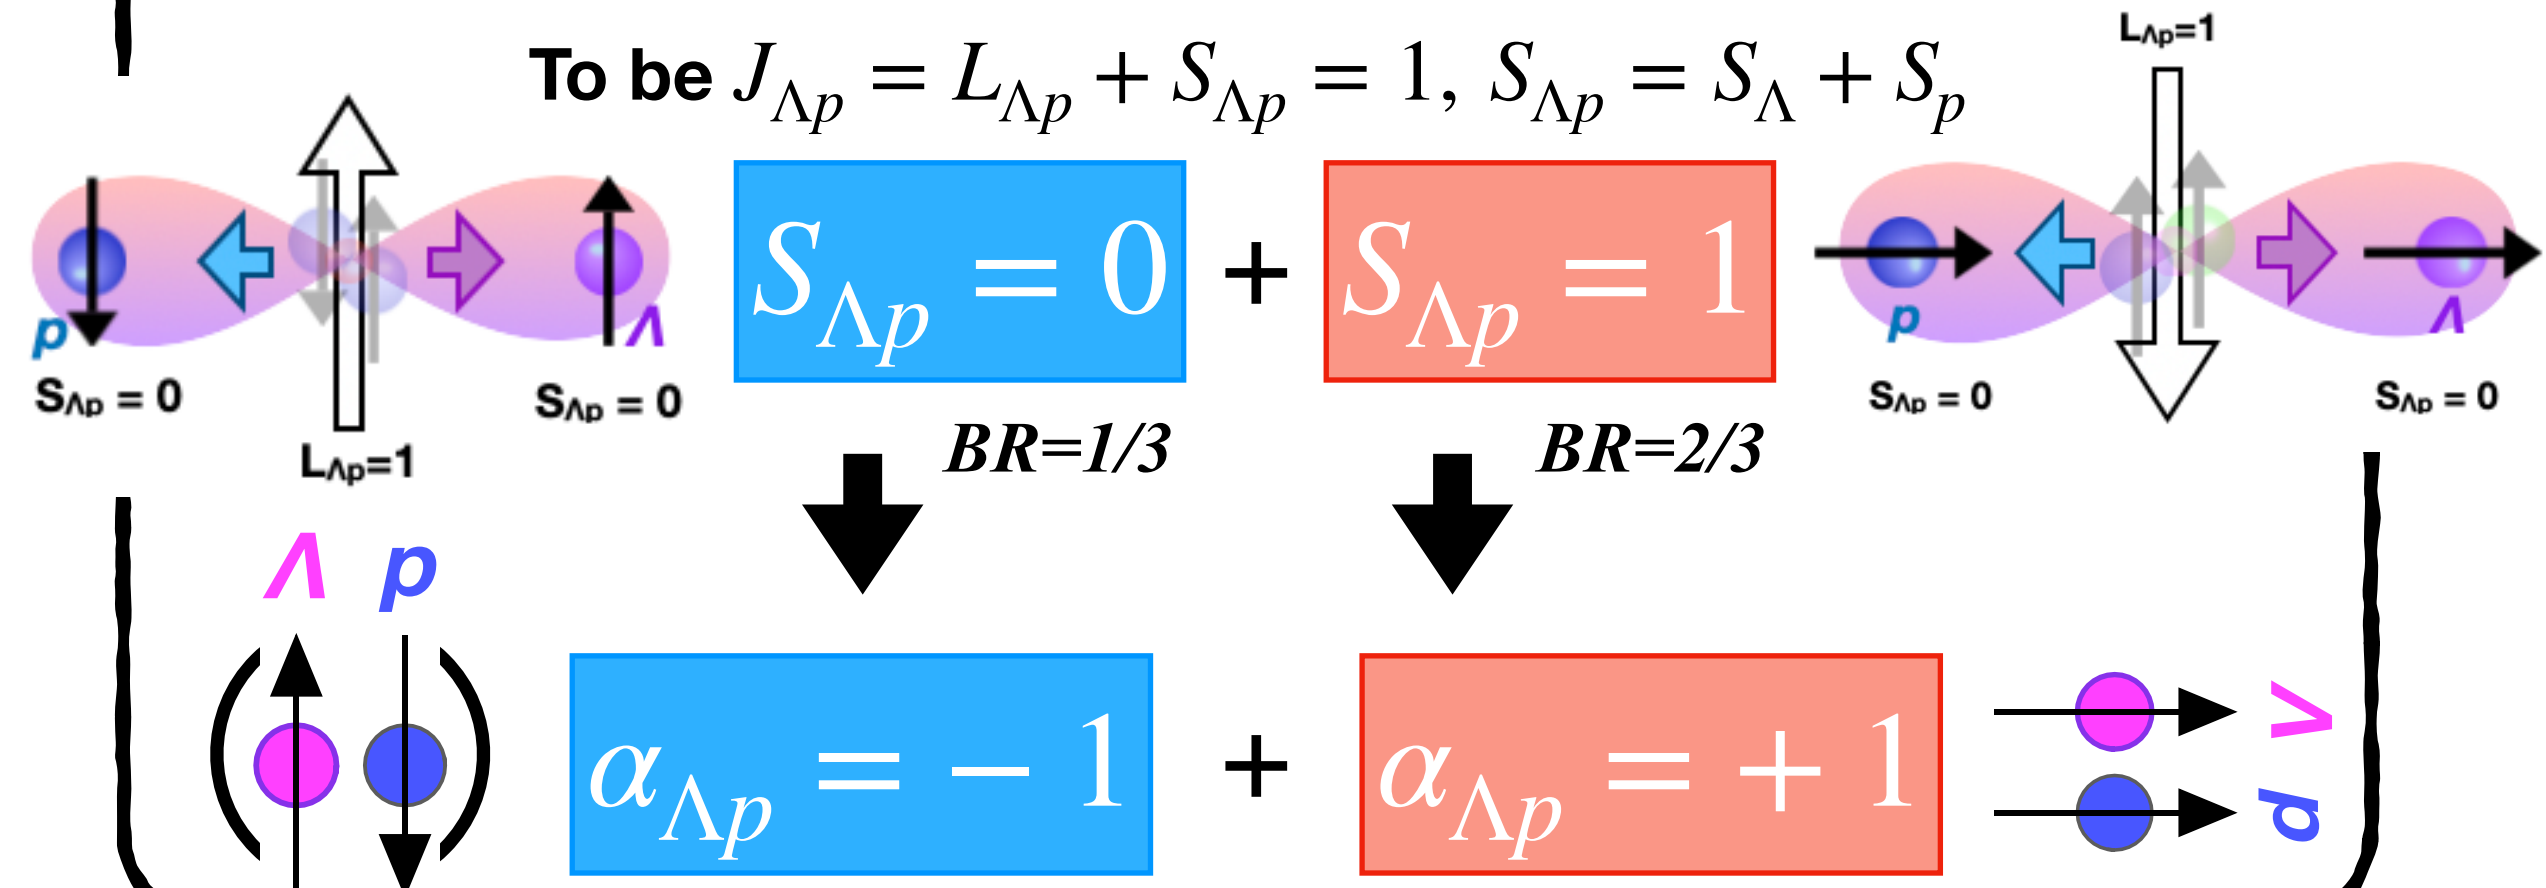 L_Λp=1
To be J_Λp = L_Λp + S_Λp = 1, S_Λp = S_Λ + S_p
S_Λp = 0 + S_Λp = 1
p Λ
p Λ
S_Λp = 0 S_Λp = 0
S_Λp = 0 S_Λp = 0
L_Λp=1
BR=1/3 BR=2/3
Λ p
α_Λp = − 1 + α_Λp = + 1
Λ
p